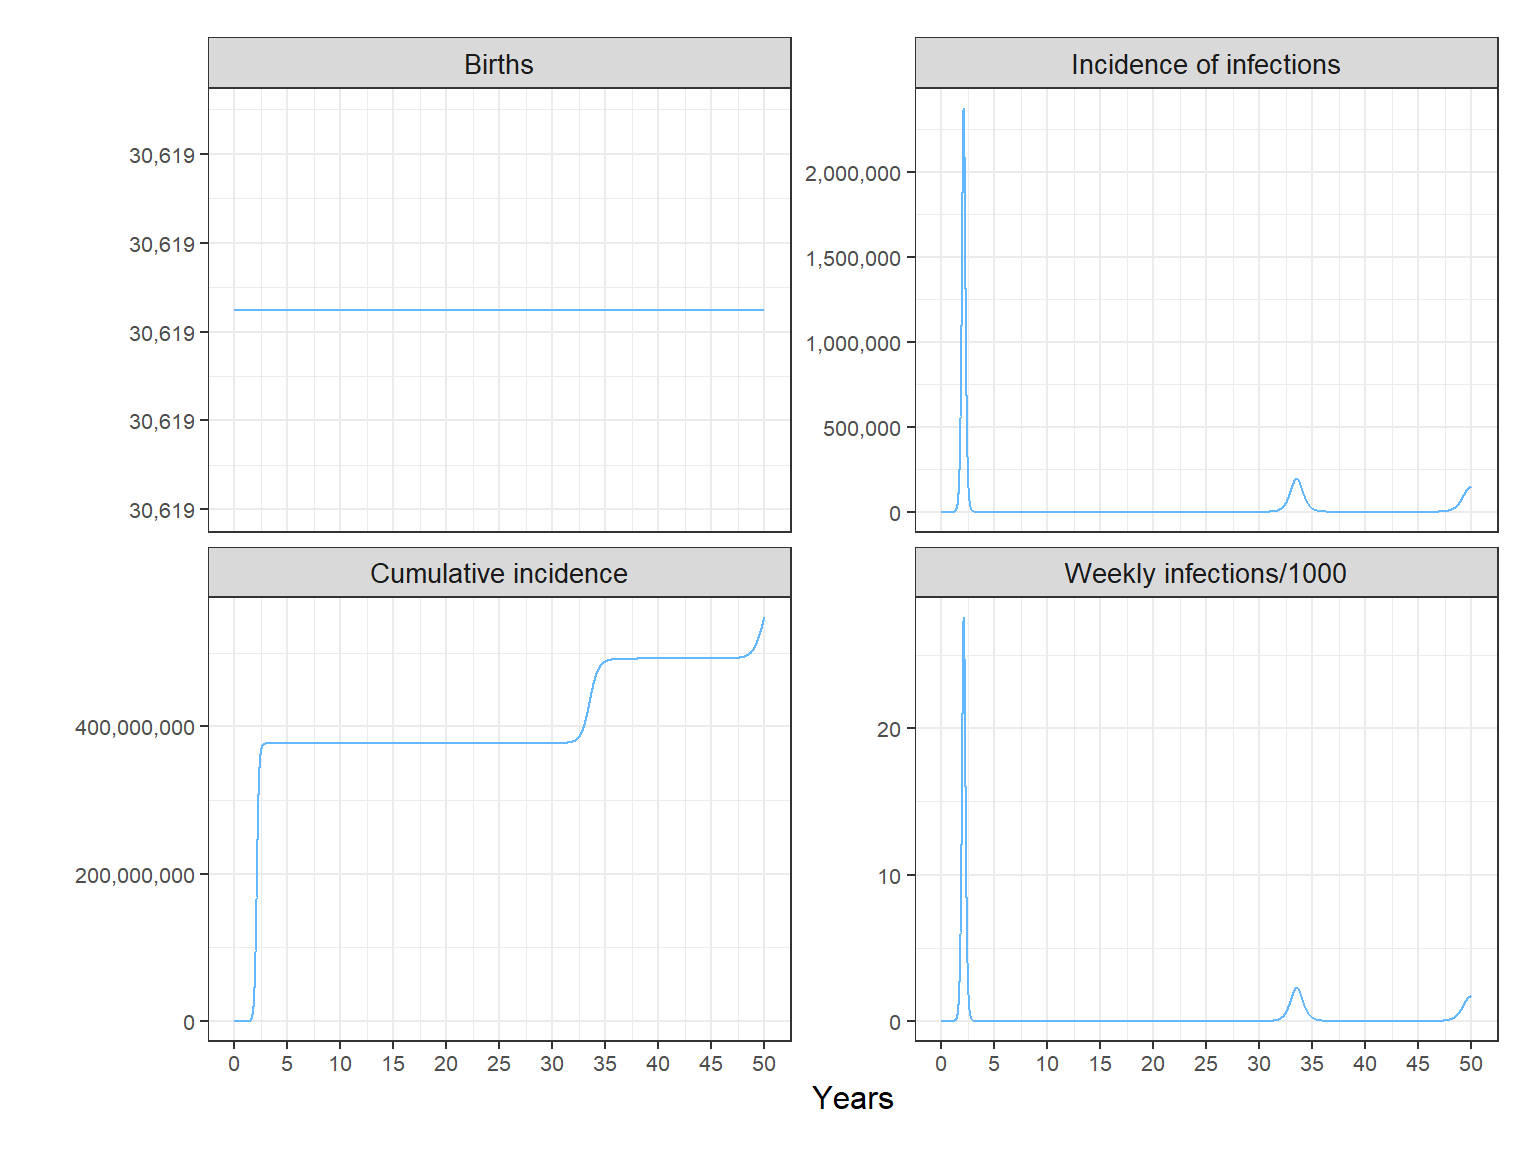 Births
30,619
30,619
30,619
30,619
30,619
Incidence of infections
2,000,000
1,500,000
1,000,000
500,000
0
Cumulative incidence
400,000,000
200,000,000
0
0 5 10 15 20 25 30 35 40 45 50
Weekly infections/1000
20
10
0
0 5 10 15 20 25 30 35 40 45 50
Years